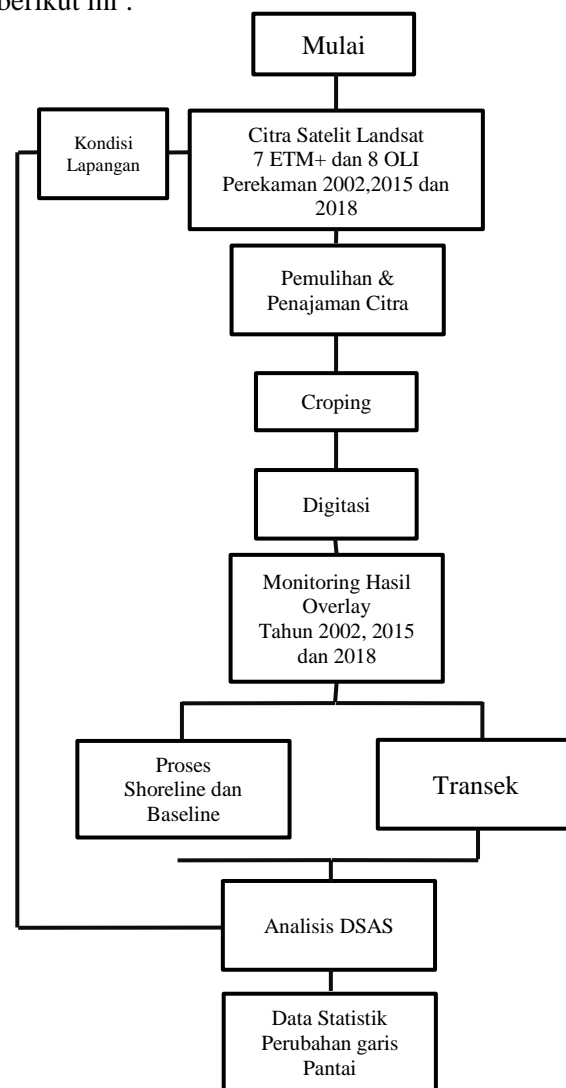 berikut ini :
Mulai
Kondisi
Lapangan
Citra Satelit Landsat
7 ETM+ dan 8 OLI
Perekaman 2002,2015 dan
2018
Pemulihan &
Penajaman Citra
Croping
Digitasi
Monitoring Hasil
Overlay
Tahun 2002, 2015
dan 2018
Proses
Shoreline dan
Baseline
Transek
Analisis DSAS
Data Statistik
Perubahan garis
Pantai